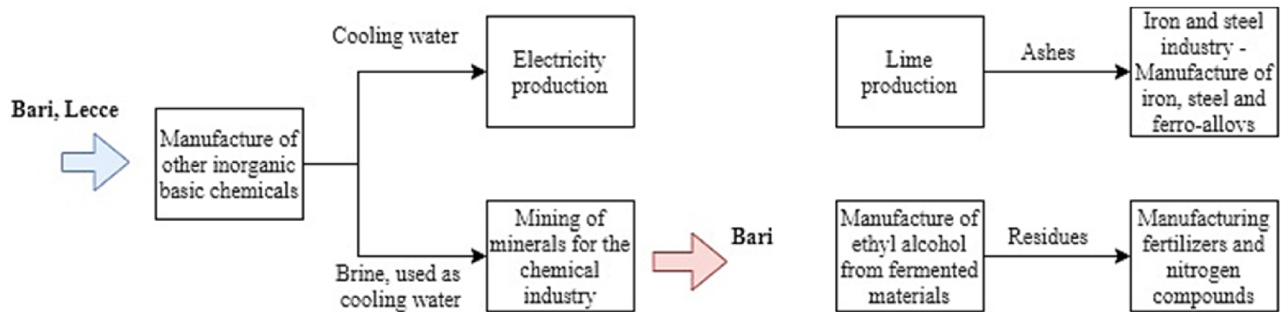 Bari, Lecce
Manufacture of
other inorganic
basic chemicals
Cooling water
Electricity
production
Brine, used as
cooling water
Mining of
minerals for the
chemical
industry
Bari
Lime
production
Ashes
Iron and steel
industry -
Manufacture of
iron, steel and
ferro-alloys
Manufacture of
ethyl alcohol
from fermented
materials
Residues
Manufacturing
fertilizers and
nitrogen
compounds